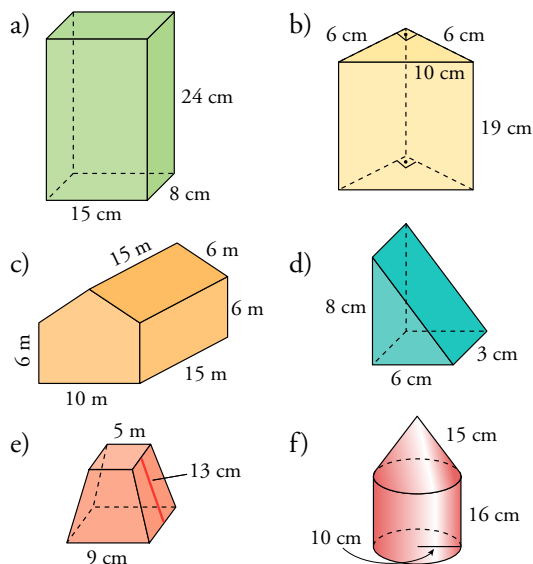 a)
24 cm
8 cm
15 cm
b)
6 cm
6 cm
10 cm
19 cm
c)
15 m
6 m
6 m
6 m
15 m
10 m
d)
8 cm
3 cm
6 cm
e)
5 m
13 cm
9 cm
f)
15 cm
16 cm
10 cm